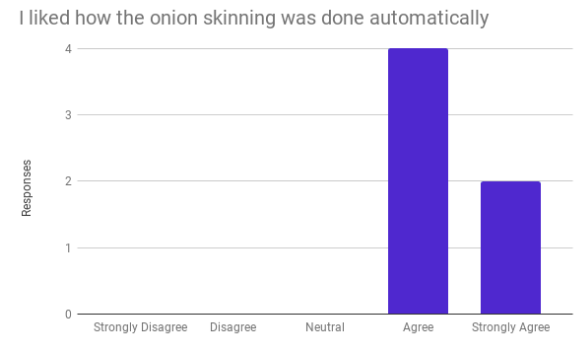 I liked how the onion skinning was done automatically
4
3
2
1
0
Responses
Strongly Disagree
Disagree
Neutral
Agree
Strongly Agree